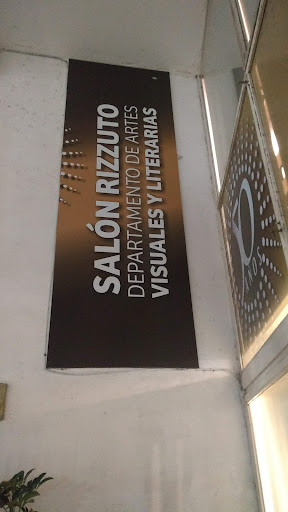 SALÓN RIZZUTO
DEPARTAMENTO DE ARTES
VISUALES Y LITERARIAS